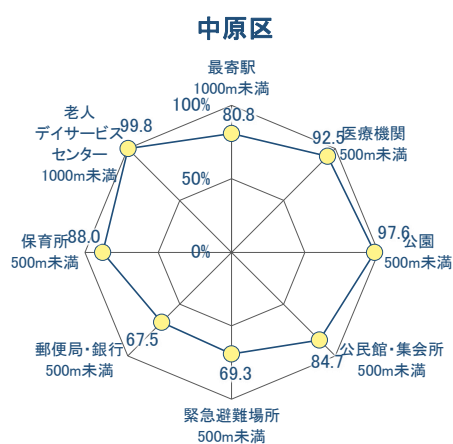 中原区
最寄駅
1000m未満
100%
80.8
医療機関
500m未満
92.5
公園
500m未満
97.6
公民館・集会所
500m未満
84.7
緊急避難場所
500m未満
69.3
郵便局・銀行
500m未満
67.5
保育所
500m未満
88.0
老人
デイサービス
センター
1000m未満
99.8
50%
0%